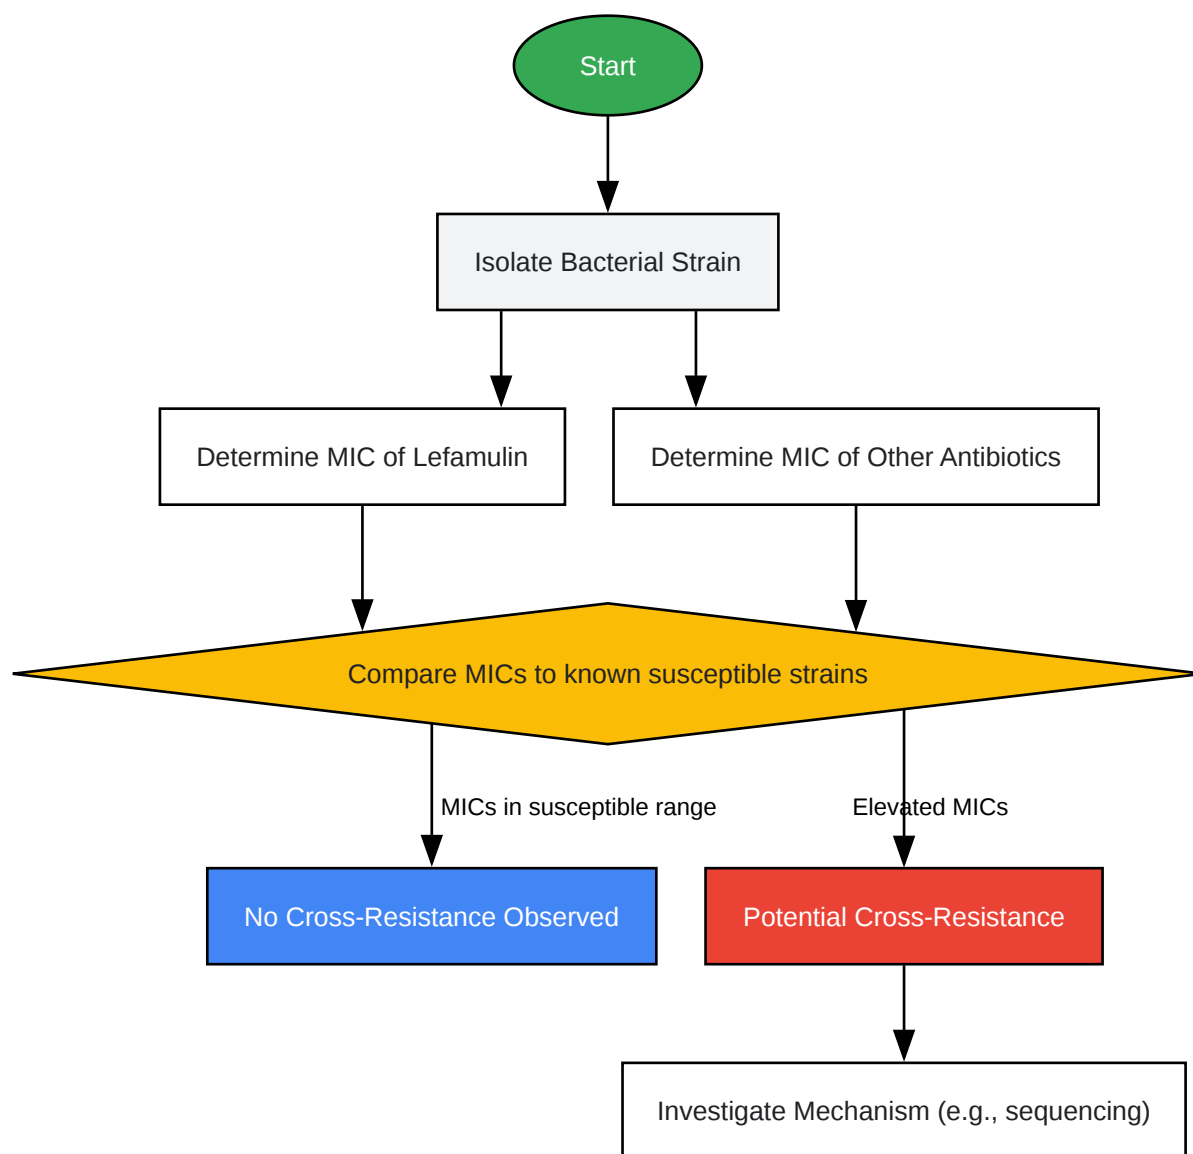 Start
Isolate Bacterial Strain
Determine MIC of Lefamulin
Determine MIC of Other Antibiotics
Compare MICs to known susceptible strains
MICs in susceptible range
Elevated MICs
No Cross-Resistance Observed
Potential Cross-Resistance
Investigate Mechanism (e.g., sequencing)